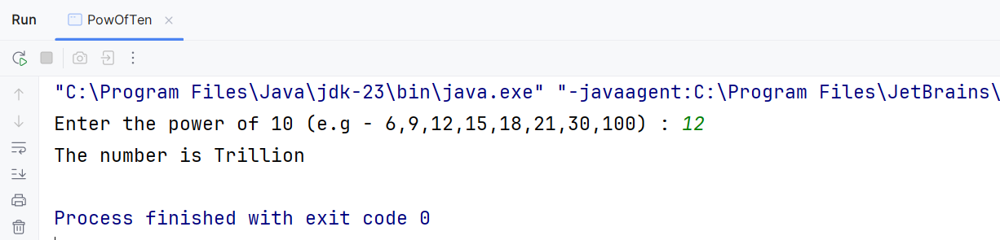 Run PowOfTen
"C:\Program Files\Java\jdk-23\bin\java.exe" "-javaagent:C:\Program Files\JetBrains\
Enter the power of 10 (e.g - 6,9,12,15,18,21,30,100) : 12
The number is Trillion
Process finished with exit code 0